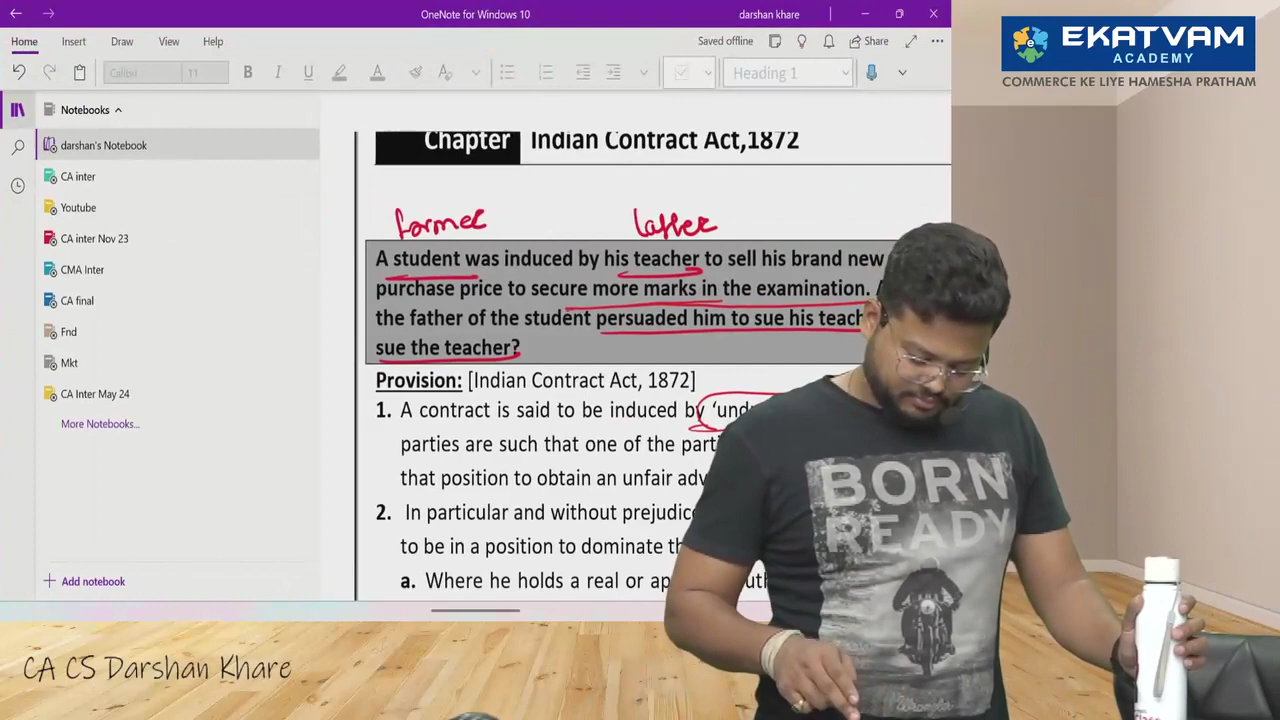 OneNote for Windows 10
darshan khare
Home Insert Draw View Help
Saved offline
Share
Calibri 11
B I U A
Heading 1
EKATVAM
ACADEMY
COMMERCE KE LIYE HAMESHA PRATHAM
Notebooks
darshan's Notebook
CA inter
Youtube
CA inter Nov 23
CMA Inter
CA final
Fnd
Mkt
CA Inter May 24
More Notebooks...
Add notebook
Chapter Indian Contract Act,1872
former latter
A student was induced by his teacher to sell his brand new
purchase price to secure more marks in the examination.
the father of the student persuaded him to sue his teach
sue the teacher?
Provision: [Indian Contract Act, 1872]
1. A contract is said to be induced by 'und
parties are such that one of the parti
that position to obtain an unfair adv
2. In particular and without prejudice
to be in a position to dominate th
a. Where he holds a real or ap
BORN
READY
Wrangler
CA CS Darshan Khare